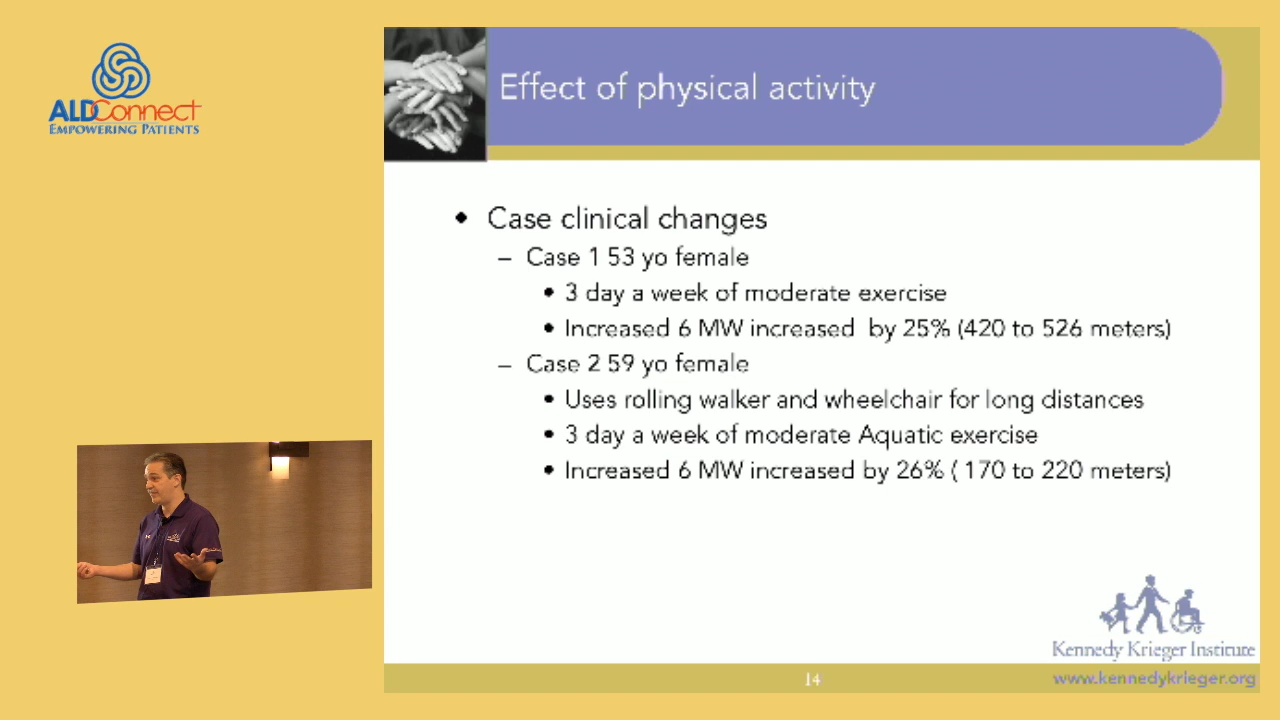 ALDConnect
EMPOWERING PATIENTS
Effect of physical activity
• Case clinical changes
– Case 1 53 yo female
• 3 day a week of moderate exercise
• Increased 6 MW increased by 25% (420 to 526 meters)
– Case 2 59 yo female
• Uses rolling walker and wheelchair for long distances
• 3 day a week of moderate Aquatic exercise
• Increased 6 MW increased by 26% ( 170 to 220 meters)
Kennedy Krieger Institute
14
www.kennedykrieger.org